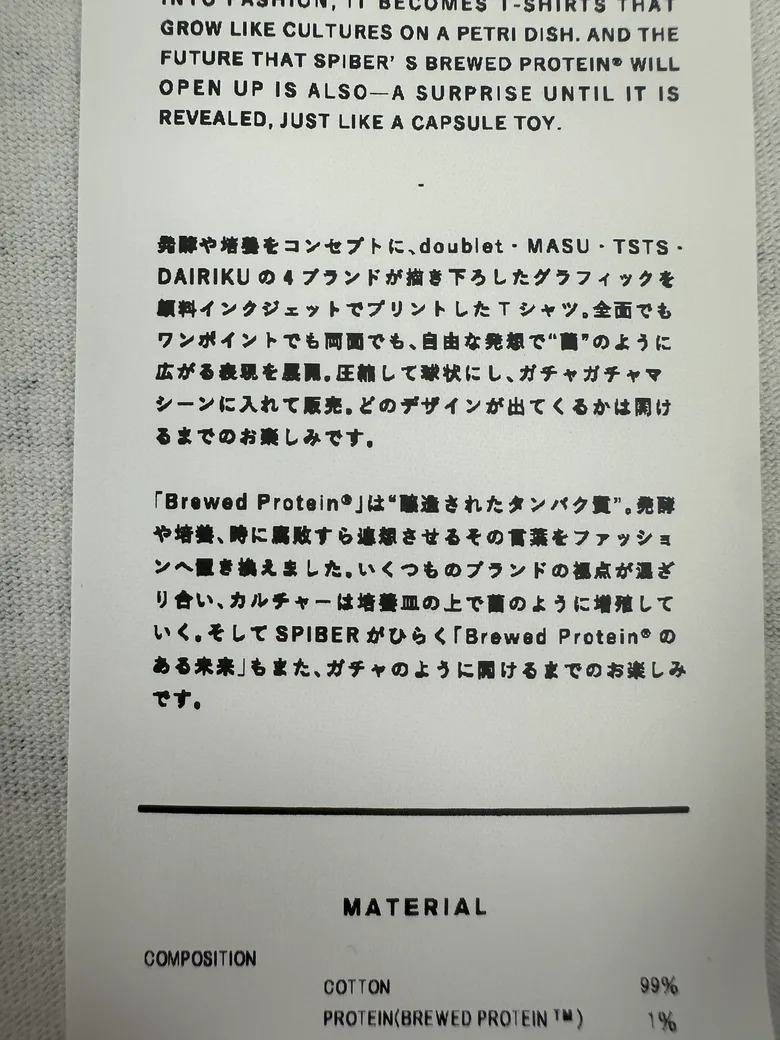 INTO FASHION, IT BECOMES T-SHIRTS THAT
GROW LIKE CULTURES ON A PETRI DISH. AND THE
FUTURE THAT SPIBER' S BREWED PROTEIN® WILL
OPEN UP IS ALSO—A SURPRISE UNTIL IT IS
REVEALED, JUST LIKE A CAPSULE TOY.
-
発酵や培養をコンセプトに、doublet・MASU・TSTS・
DAIRIKU の 4 ブランドが描き下ろしたグラフィックを
顔料インクジェットでプリントした T シャツ。全面でも
ワンポイントでも両面でも、自由な発想で“菌”のように
広がる表現を展開。圧縮して球状にし、ガチャガチャマ
シーンに入れて販売。どのデザインが出てくるかは開け
るまでのお楽しみです。
「Brewed Protein®」は“醸造されたタンパク質”。発酵
や培養、時に腐敗すら連想させるその言葉をファッショ
ンへ置き換えました。いくつものブランドの視点が混ざ
り合い、カルチャーは培養皿の上で菌のように増殖して
いく。そして SPIBER がひらく「Brewed Protein® の
ある未来」もまた、ガチャのように開けるまでのお楽しみ
です。
MATERIAL
COMPOSITION
COTTON 99%
PROTEIN(BREWED PROTEIN ™) 1%